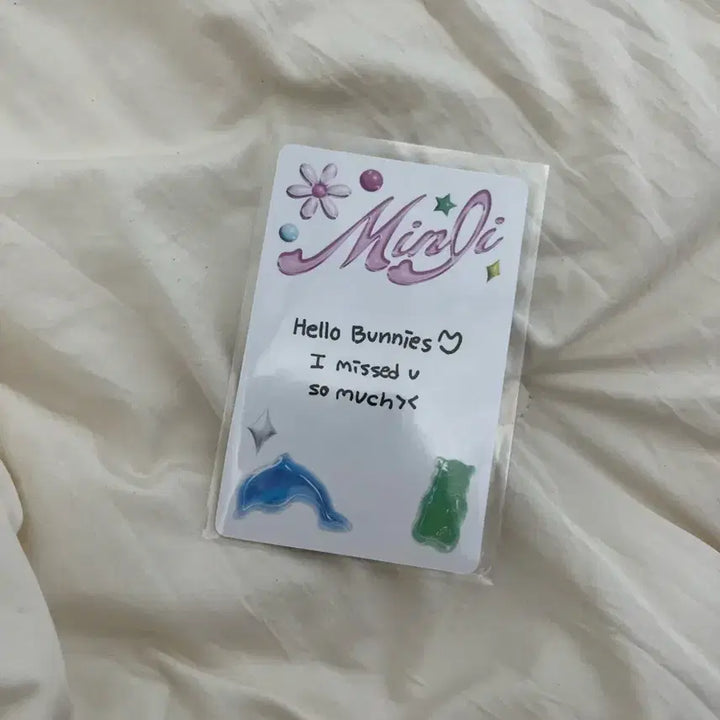 Minji
Hello Bunnies
I missed u
so much><